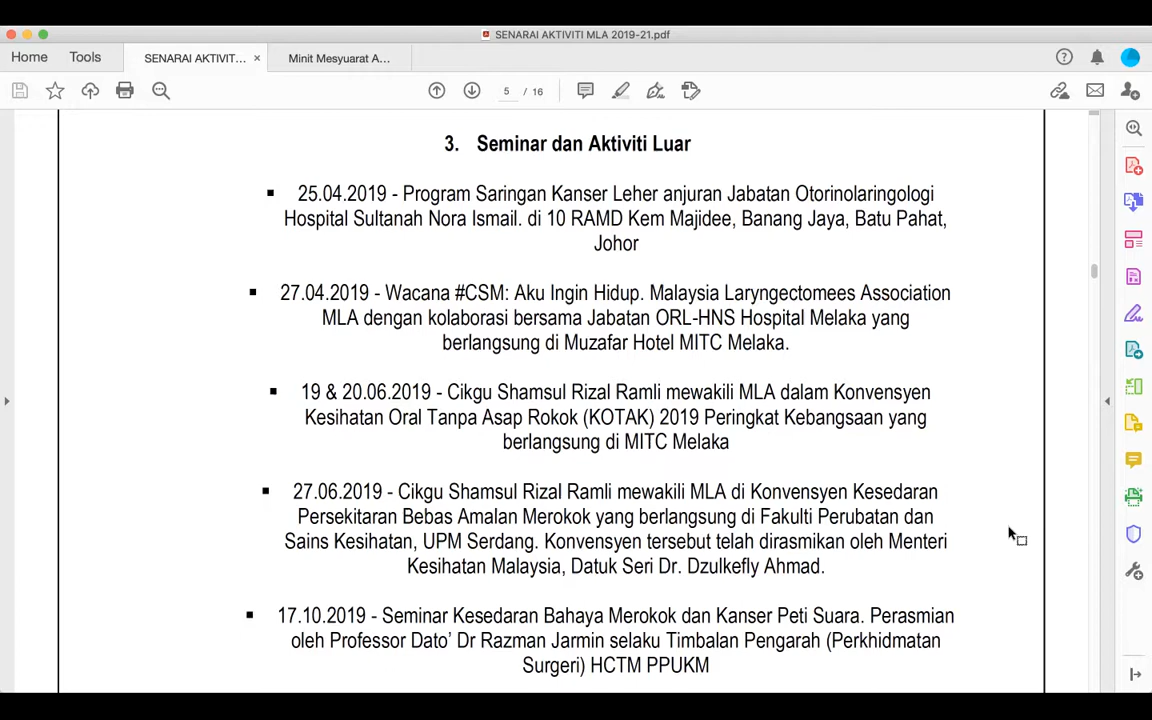 SENARAI AKTIVITI MLA 2019-21.pdf
Home Tools SENARAI AKTIVIT... × Minit Mesyuarat A...
5 / 16
3. Seminar dan Aktiviti Luar
▪ 25.04.2019 - Program Saringan Kanser Leher anjuran Jabatan Otorinolaringologi
Hospital Sultanah Nora Ismail. di 10 RAMD Kem Majidee, Banang Jaya, Batu Pahat,
Johor
▪ 27.04.2019 - Wacana #CSM: Aku Ingin Hidup. Malaysia Laryngectomees Association
MLA dengan kolaborasi bersama Jabatan ORL-HNS Hospital Melaka yang
berlangsung di Muzafar Hotel MITC Melaka.
▪ 19 & 20.06.2019 - Cikgu Shamsul Rizal Ramli mewakili MLA dalam Konvensyen
Kesihatan Oral Tanpa Asap Rokok (KOTAK) 2019 Peringkat Kebangsaan yang
berlangsung di MITC Melaka
▪ 27.06.2019 - Cikgu Shamsul Rizal Ramli mewakili MLA di Konvensyen Kesedaran
Persekitaran Bebas Amalan Merokok yang berlangsung di Fakulti Perubatan dan
Sains Kesihatan, UPM Serdang. Konvensyen tersebut telah dirasmikan oleh Menteri
Kesihatan Malaysia, Datuk Seri Dr. Dzulkefly Ahmad.
▪ 17.10.2019 - Seminar Kesedaran Bahaya Merokok dan Kanser Peti Suara. Perasmian
oleh Professor Dato' Dr Razman Jarmin selaku Timbalan Pengarah (Perkhidmatan
Surgeri) HCTM PPUKM